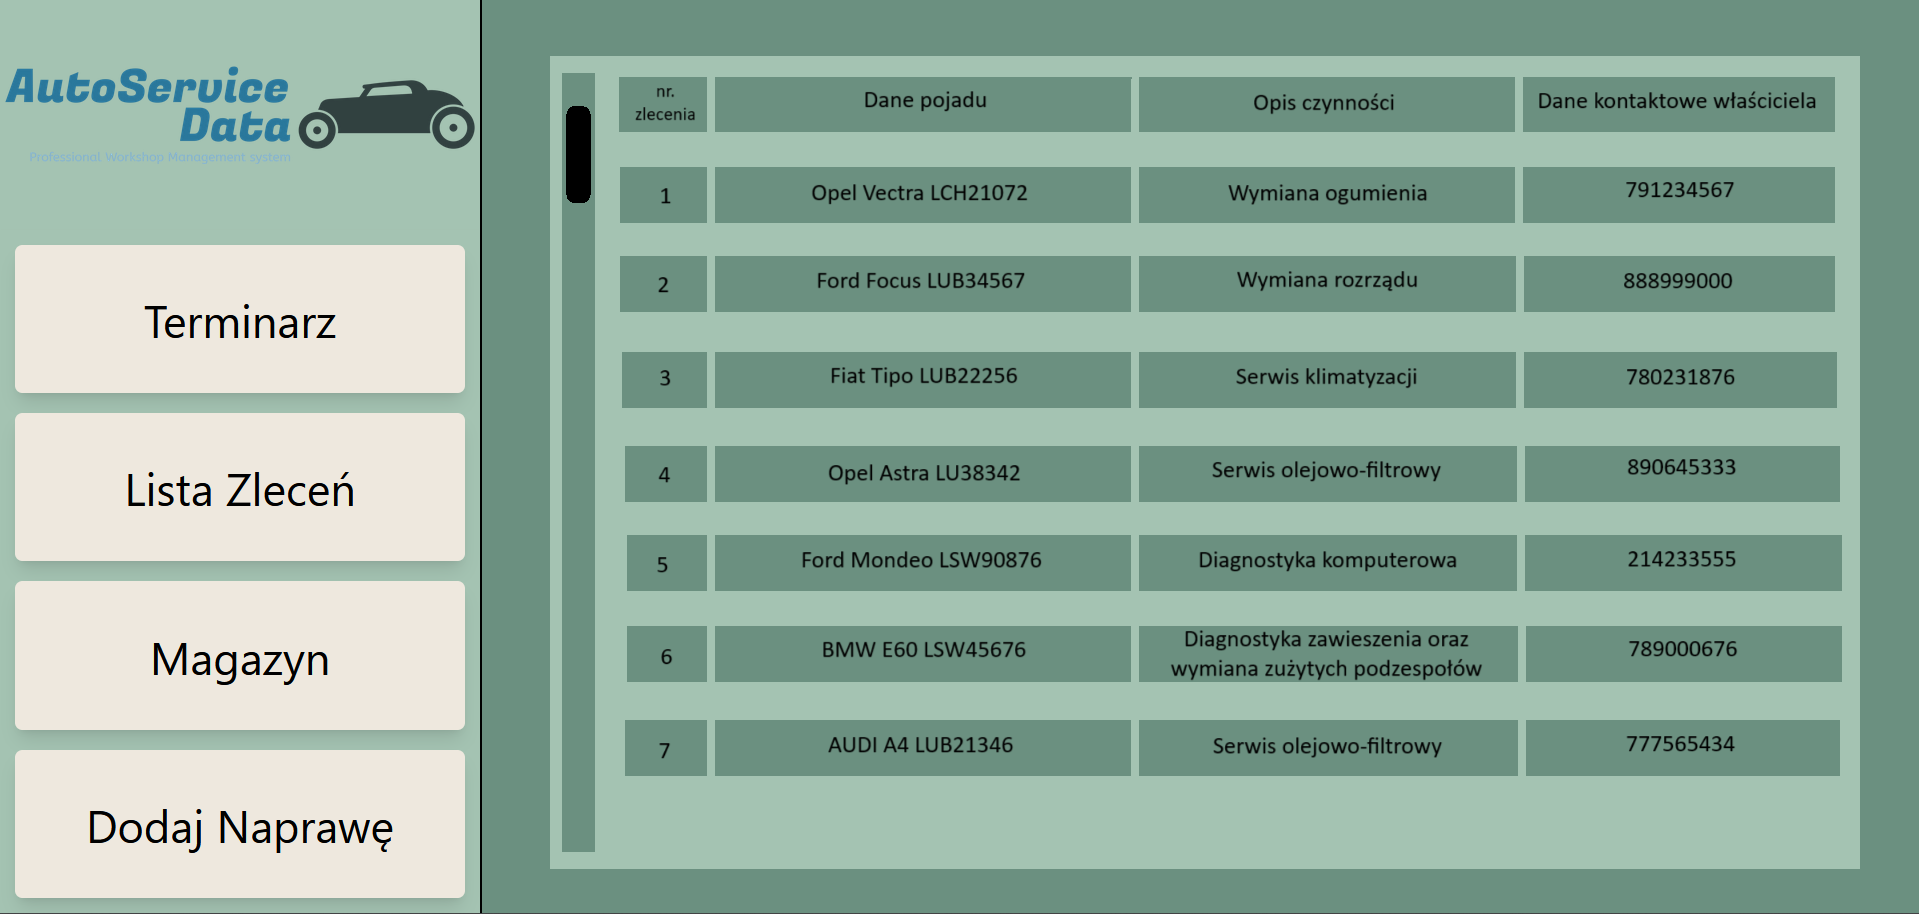 AutoService
Data
Professional Workshop Management system
Terminarz
Lista Zleceń
Magazyn
Dodaj Naprawę
nr.
zlecenia
Dane pojadu
Opis czynności
Dane kontaktowe właściciela
1
Opel Vectra LCH21072
Wymiana ogumienia
791234567
2
Ford Focus LUB34567
Wymiana rozrządu
888999000
3
Fiat Tipo LUB22256
Serwis klimatyzacji
780231876
4
Opel Astra LU38342
Serwis olejowo-filtrowy
890645333
5
Ford Mondeo LSW90876
Diagnostyka komputerowa
214233555
6
BMW E60 LSW45676
Diagnostyka zawieszenia oraz
wymiana zużytych podzespołów
789000676
7
AUDI A4 LUB21346
Serwis olejowo-filtrowy
777565434